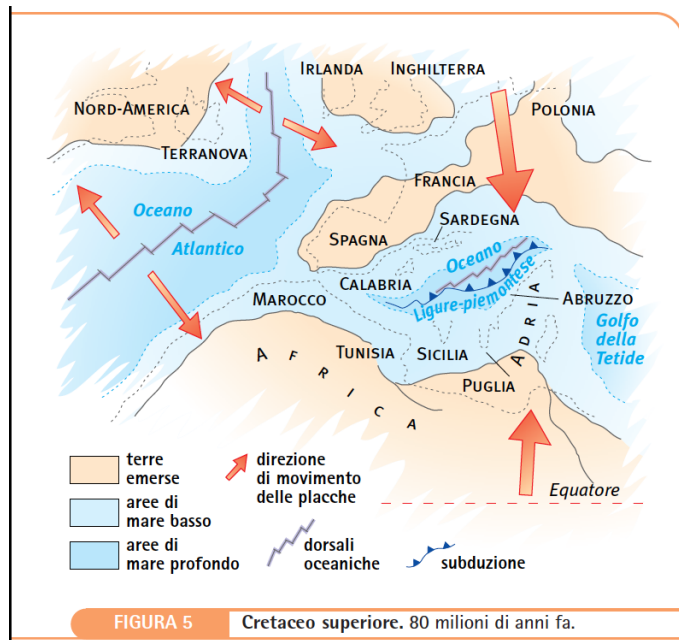 IRLANDA
INGHILTERRA
NORD-AMERICA
POLONIA
TERRANOVA
FRANCIA
Oceano
Atlantico
SARDEGNA
SPAGNA
Oceano
Ligure-piemontese
CALABRIA
MAROCCO
ABRUZZO
ADRIA
Golfo
della
Tetide
AFRICA
TUNISIA
SICILIA
PUGLIA
Equatore
terre
emerse
aree di
mare basso
aree di
mare profondo
direzione
di movimento
delle placche
dorsali
oceaniche
subduzione
FIGURA 5 Cretaceo superiore. 80 milioni di anni fa.